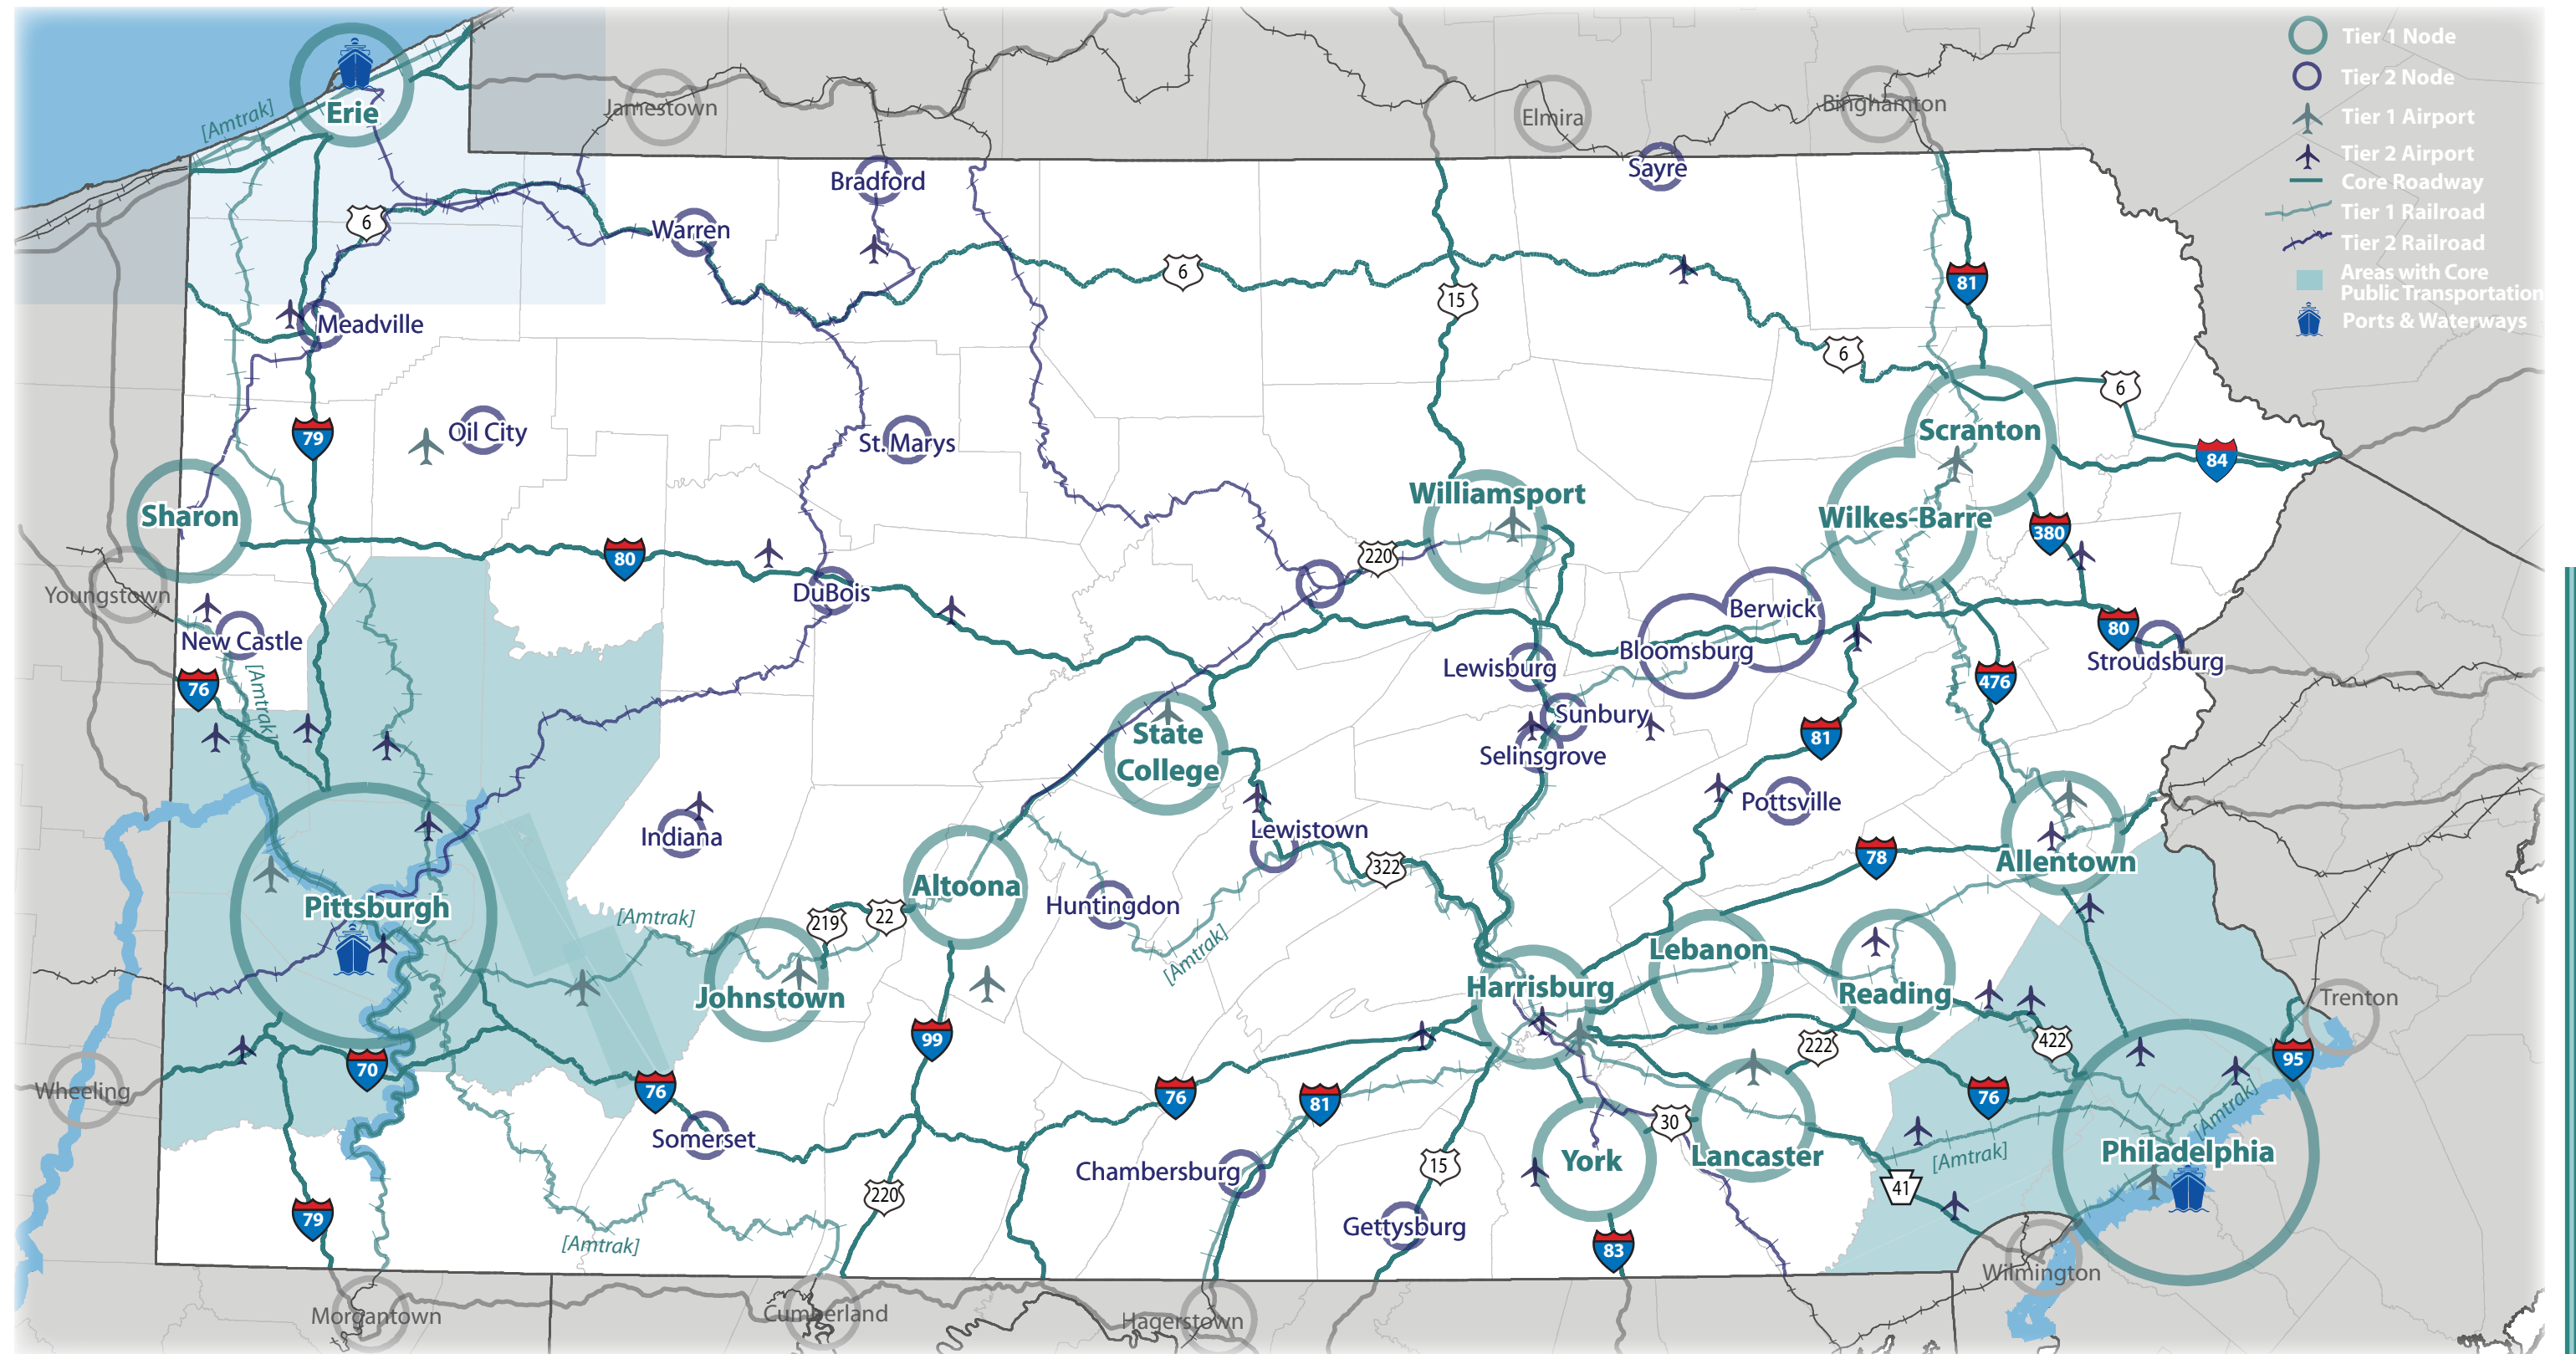 Tier 1 Node
Tier 2 Node
Tier 1 Airport
Tier 2 Airport
Core Roadway
Tier 1 Railroad
Tier 2 Railroad
Areas with Core
Public Transportation
Ports & Waterways
Erie
[Amtrak]
Jamestown
Elmira
Binghamton
Bradford
Sayre
6
Warren
6
15
81
Meadville
6
6
79
Oil City
St. Marys
Scranton
84
Sharon
Williamsport
Wilkes-Barre
380
80
220
Youngstown
DuBois
Berwick
80
New Castle
Bloomsburg
Lewisburg
Stroudsburg
76
[Amtrak]
476
State
College
Sunbury
Selinsgrove
81
Pottsville
Indiana
Lewistown
322
78
Allentown
Pittsburgh
Altoona
Huntingdon
[Amtrak]
219
22
[Amtrak]
Lebanon
Johnstown
Harrisburg
Reading
Trenton
99
222
422
95
70
Wheeling
76
76
81
76
[Amtrak]
Somerset
30
Chambersburg
15
York
Lancaster
[Amtrak]
Philadelphia
41
220
79
Gettysburg
[Amtrak]
83
Wilmington
Morgantown
Cumberland
Hagerstown